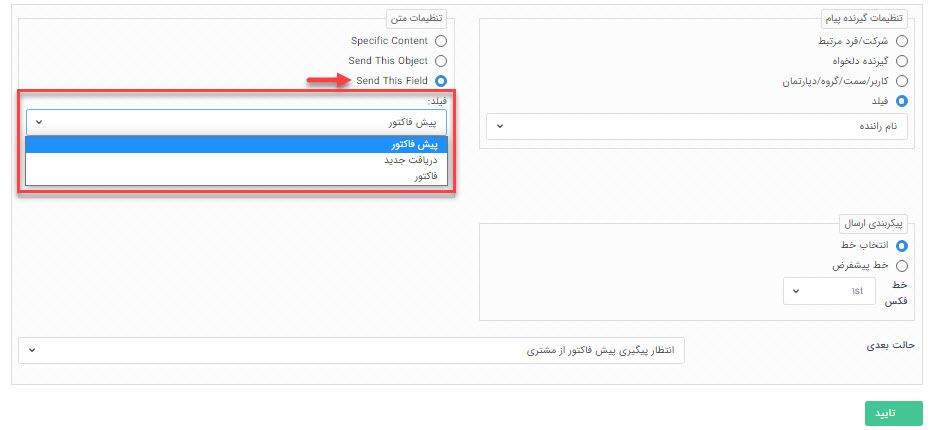 تنظیمات گیرنده پیام
شرکت/فرد مرتبط
گیرنده دلخواه
کاربر/سمت/گروه/دپارتمان
فیلد
نام راننده
تنظیمات متن
Specific Content
Send This Object
Send This Field
فیلد:
پیش فاکتور
پیش فاکتور
دریافت جدید
فاکتور
پیکربندی ارسال
انتخاب خط
خط پیشفرض
خط
فکس
۱st
حالت بعدی
انتظار پیگیری پیش فاکتور از مشتری
تایید